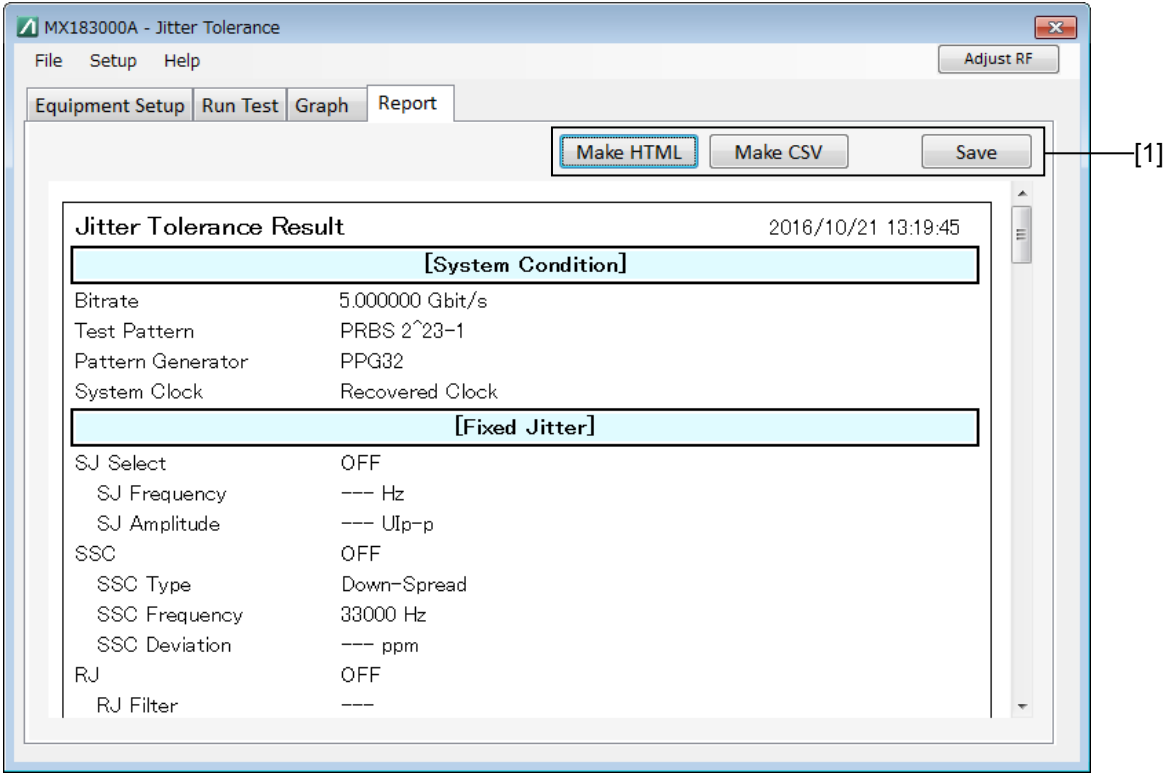 MX183000A - Jitter Tolerance
File Setup Help Adjust RF
Equipment Setup Run Test Graph Report
Make HTML Make CSV Save [1]
Jitter Tolerance Result 2016/10/21 13:19:45
[System Condition]
Bitrate 5.000000 Gbit/s
Test Pattern PRBS 2^23-1
Pattern Generator PPG32
System Clock Recovered Clock
[Fixed Jitter]
SJ Select OFF
SJ Frequency --- Hz
SJ Amplitude --- UIp-p
SSC OFF
SSC Type Down-Spread
SSC Frequency 33000 Hz
SSC Deviation --- ppm
RJ OFF
RJ Filter ---